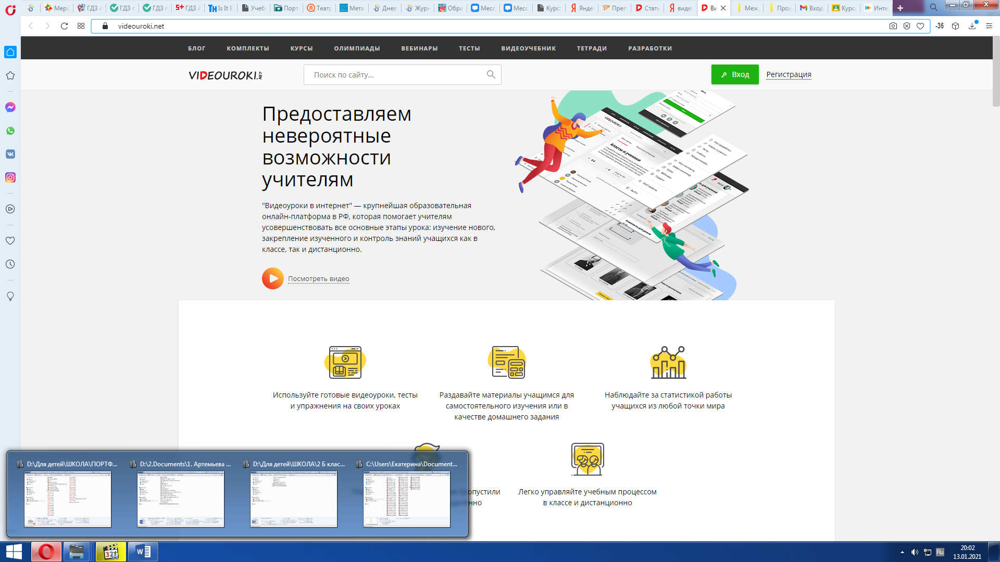 Мерс
ГДЗ А
ГДЗ п
ГДЗ п
ГДЗ А
Is It E
Учеб
Порт
Театр
Мета
Днев
Журн
Обра
Месс
Месс
Курс
Янде
Преп
Стать
виде
Ви
Меж
Прох
Вход
Курс
Инте
videouroki.net
-36
БЛОГ КОМПЛЕКТЫ КУРСЫ ОЛИМПИАДЫ ВЕБИНАРЫ ТЕСТЫ ВИДЕОУЧЕБНИК ТЕТРАДИ РАЗРАБОТКИ
VIDEOUROKI.NET
Поиск по сайту...
Вход
Регистрация
Предоставляем
невероятные
возможности
учителям
"Видеоуроки в интернет" — крупнейшая образовательная
онлайн-платформа в РФ, которая помогает учителям
усовершенствовать все основные этапы урока: изучение нового,
закрепление изученного и контроль знаний учащихся как в
классе, так и дистанционно.
Посмотреть видео
Классы и ученики
Используйте готовые видеоуроки, тесты
и упражнения на своих уроках
Раздавайте материалы учащимся для
самостоятельного изучения или в
качестве домашнего задания
Наблюдайте за статистикой работы
учащихся из любой точки мира
Легко управляйте учебным процессом
в классе и дистанционно
D:\Для детей\ШКОЛА\ПОРТФ...
D:\2.Documents\1. Артемьева ...
D:\Для детей\ШКОЛА\2 Б клас...
C:\Users\Екатерина\Document...
321
W
Ru
20:02
13.01.2021